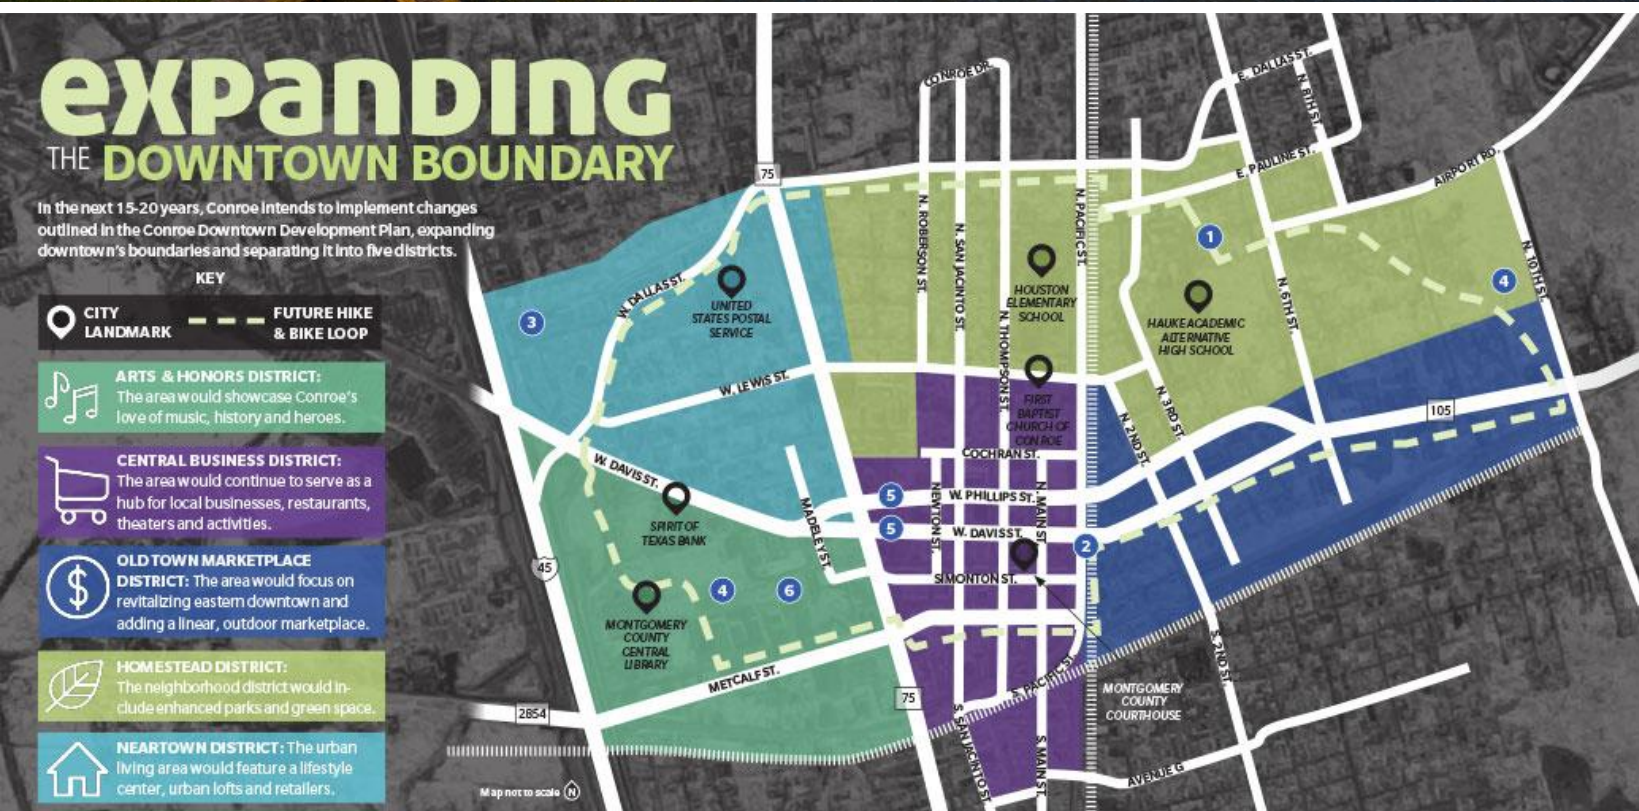 expanding
THE DOWNTOWN BOUNDARY
In the next 15-20 years, Conroe intends to implement changes
outlined in the Conroe Downtown Development Plan, expanding
downtown's boundaries and separating it into five districts.
KEY
CITY
LANDMARK
FUTURE HIKE
& BIKE LOOP
ARTS & HONORS DISTRICT:
The area would showcase Conroe's
love of music, history and heroes.
CENTRAL BUSINESS DISTRICT:
The area would continue to serve as a
hub for local businesses, restaurants,
theaters and activities.
$
OLD TOWN MARKETPLACE
DISTRICT: The area would focus on
revitalizing eastern downtown and
adding a linear, outdoor marketplace.
HOMESTEAD DISTRICT:
The neighborhood district would in-
clude enhanced parks and green space.
NEARTOWN DISTRICT: The urban
living area would feature a lifestyle
center, urban lofts and retailers.
Map not to scale N
75
CONROE DR.
E. DALLAS ST.
N. 8TH ST.
E. PAULINE ST.
AIRPORT RD.
N. ROBERSON ST.
N. SAN JACINTO ST.
N. THOMPSON ST.
N. PACIFIC ST.
1
N. 10TH ST.
4
N. 6TH ST.
W. DALLAS ST.
3
UNITED
STATES POSTAL
SERVICE
HOUSTON
ELEMENTARY
SCHOOL
HAUKE ACADEMIC
ALTERNATIVE
HIGH SCHOOL
W. LEWIS ST.
FIRST
BAPTIST
CHURCH OF
CONROE
N. 3RD ST.
N. 2ND ST.
105
COCHRAN ST.
W. DAVIS ST.
SPIRIT OF
TEXAS BANK
MADELEY ST.
5
W. PHILLIPS ST.
NEWTON ST.
N. MAIN ST.
5
W. DAVIS ST.
2
SIMONTON ST.
45
4
6
MONTGOMERY
COUNTY
CENTRAL
LIBRARY
METCALF ST.
2854
75
S. PACIFIC ST.
MONTGOMERY
COUNTY
COURTHOUSE
S. 2ND ST.
S. SAN JACINTO ST.
S. MAIN ST.
AVENUE G